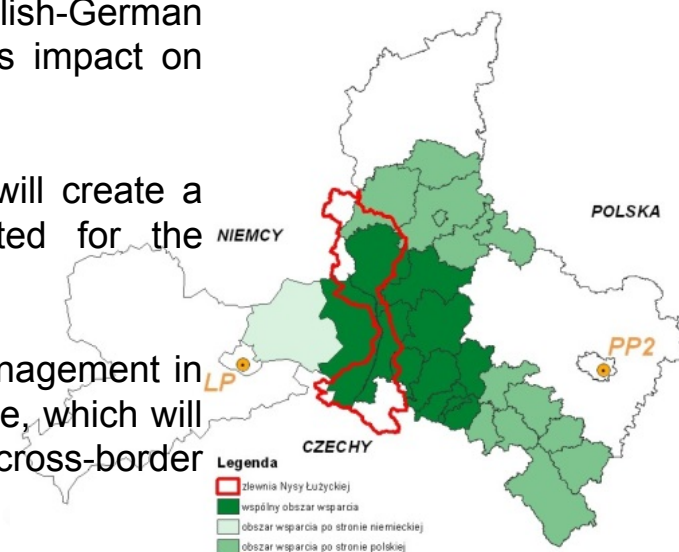 lish-German
s impact on
will create a
ted for the
nagement in
e, which will
cross-border
NIEMCY
POLSKA
LP
PP2
CZECHY
Legenda
zlewnia Nysy Łużyckiej
wspólny obszar wsparcia
obszar wsparcia po stronie niemieckiej
obszar wsparcia po stronie polskiej